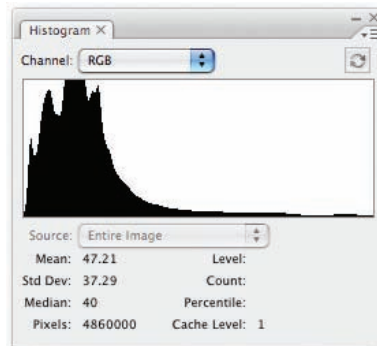 Histogram ×
Channel: RGB
Source: Entire Image
Mean: 47.21 Level:
Std Dev: 37.29 Count:
Median: 40 Percentile:
Pixels: 4860000 Cache Level: 1